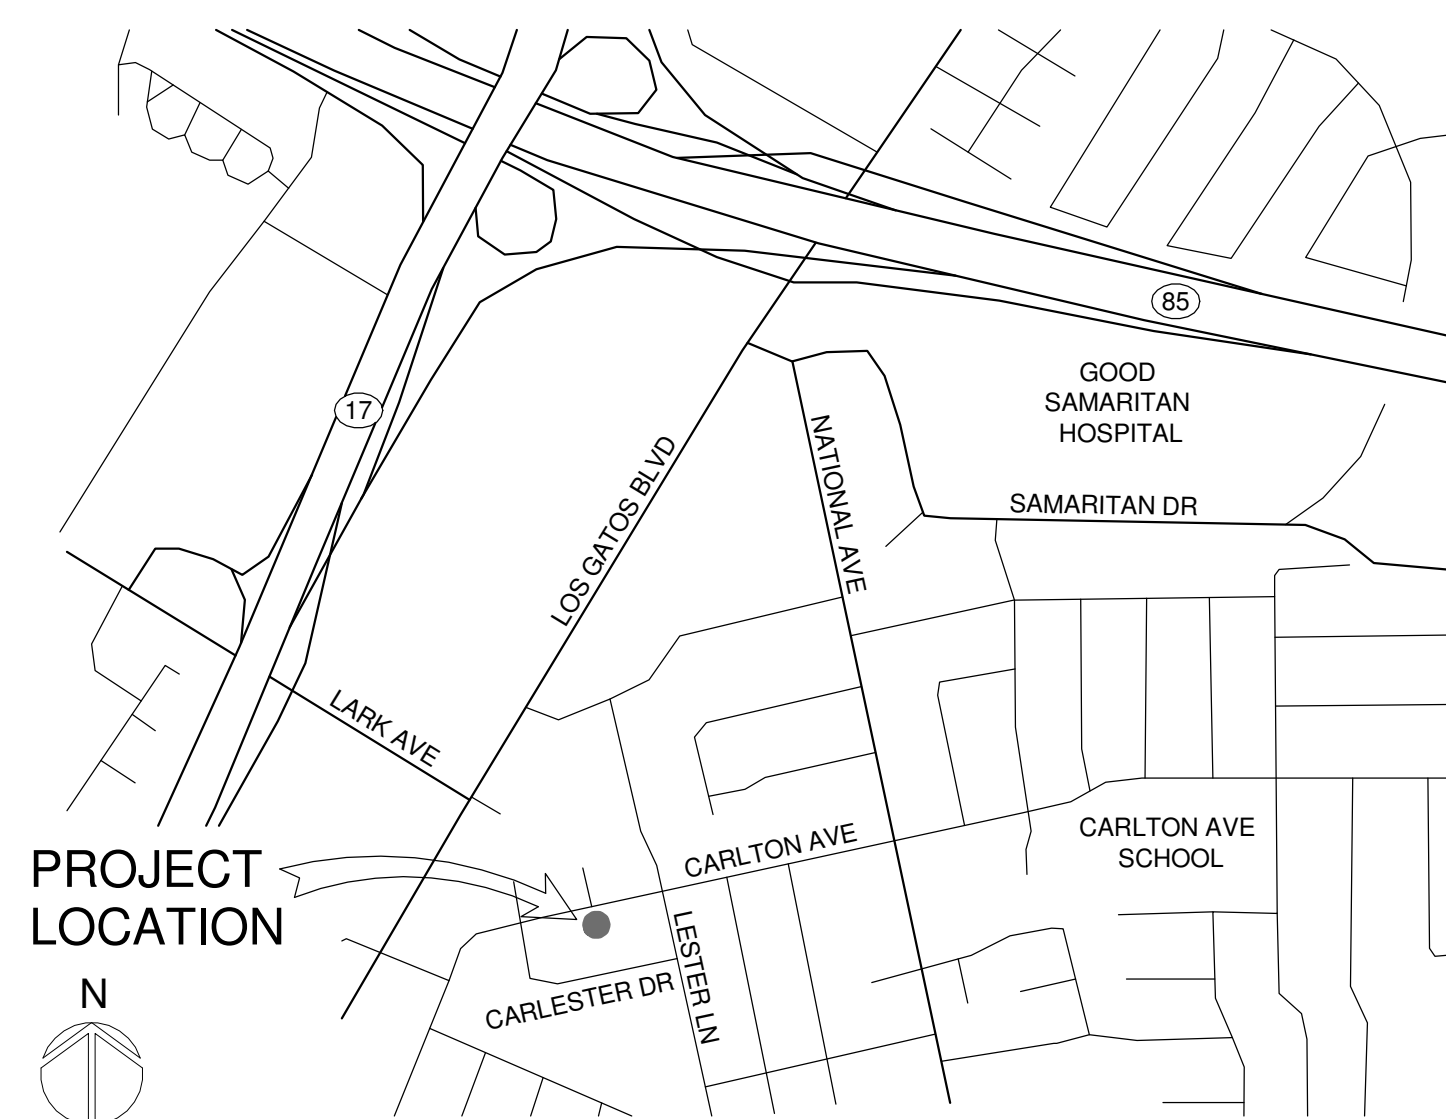 85
GOOD
SAMARITAN
HOSPITAL
17
NATIONAL AVE
LOS GATOS BLVD
SAMARITAN DR
LARK AVE
CARLTON AVE
CARLTON AVE
SCHOOL
PROJECT
LOCATION
LESTER LN
CARLESTER DR
N